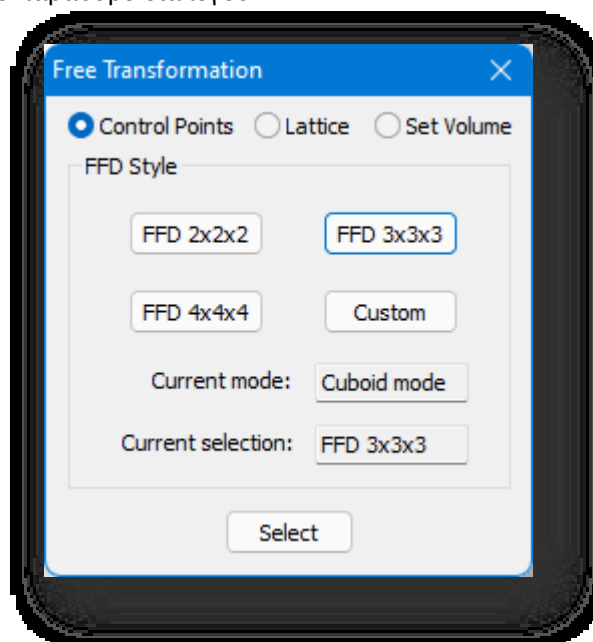 Free Transformation
Control Points Lattice Set Volume
FFD Style
FFD 2x2x2 FFD 3x3x3
FFD 4x4x4 Custom
Current mode: Cuboid mode
Current selection: FFD 3x3x3
Select